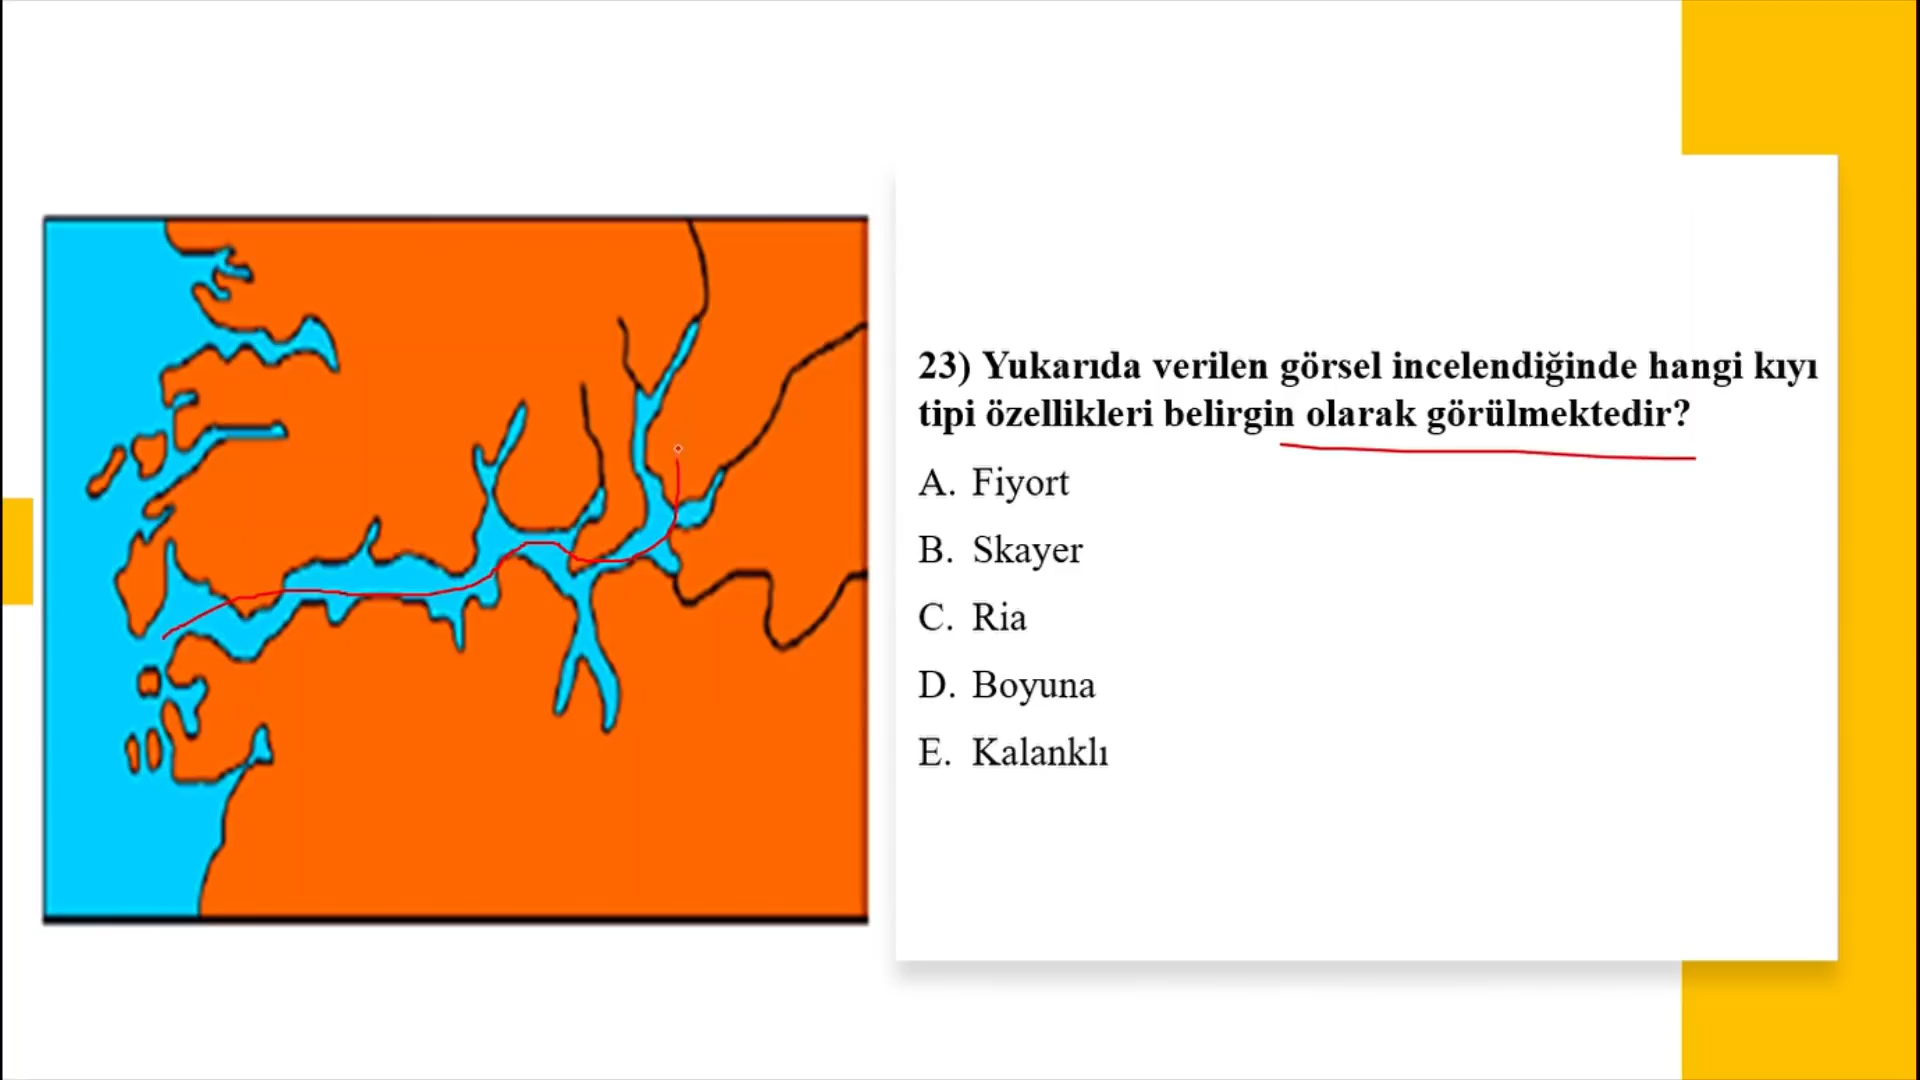 23) Yukarıda verilen görsel incelendiğinde hangi kıyı
tipi özellikleri belirgin olarak görülmektedir?
A. Fiyort
B. Skayer
C. Ria
D. Boyuna
E. Kalanklı